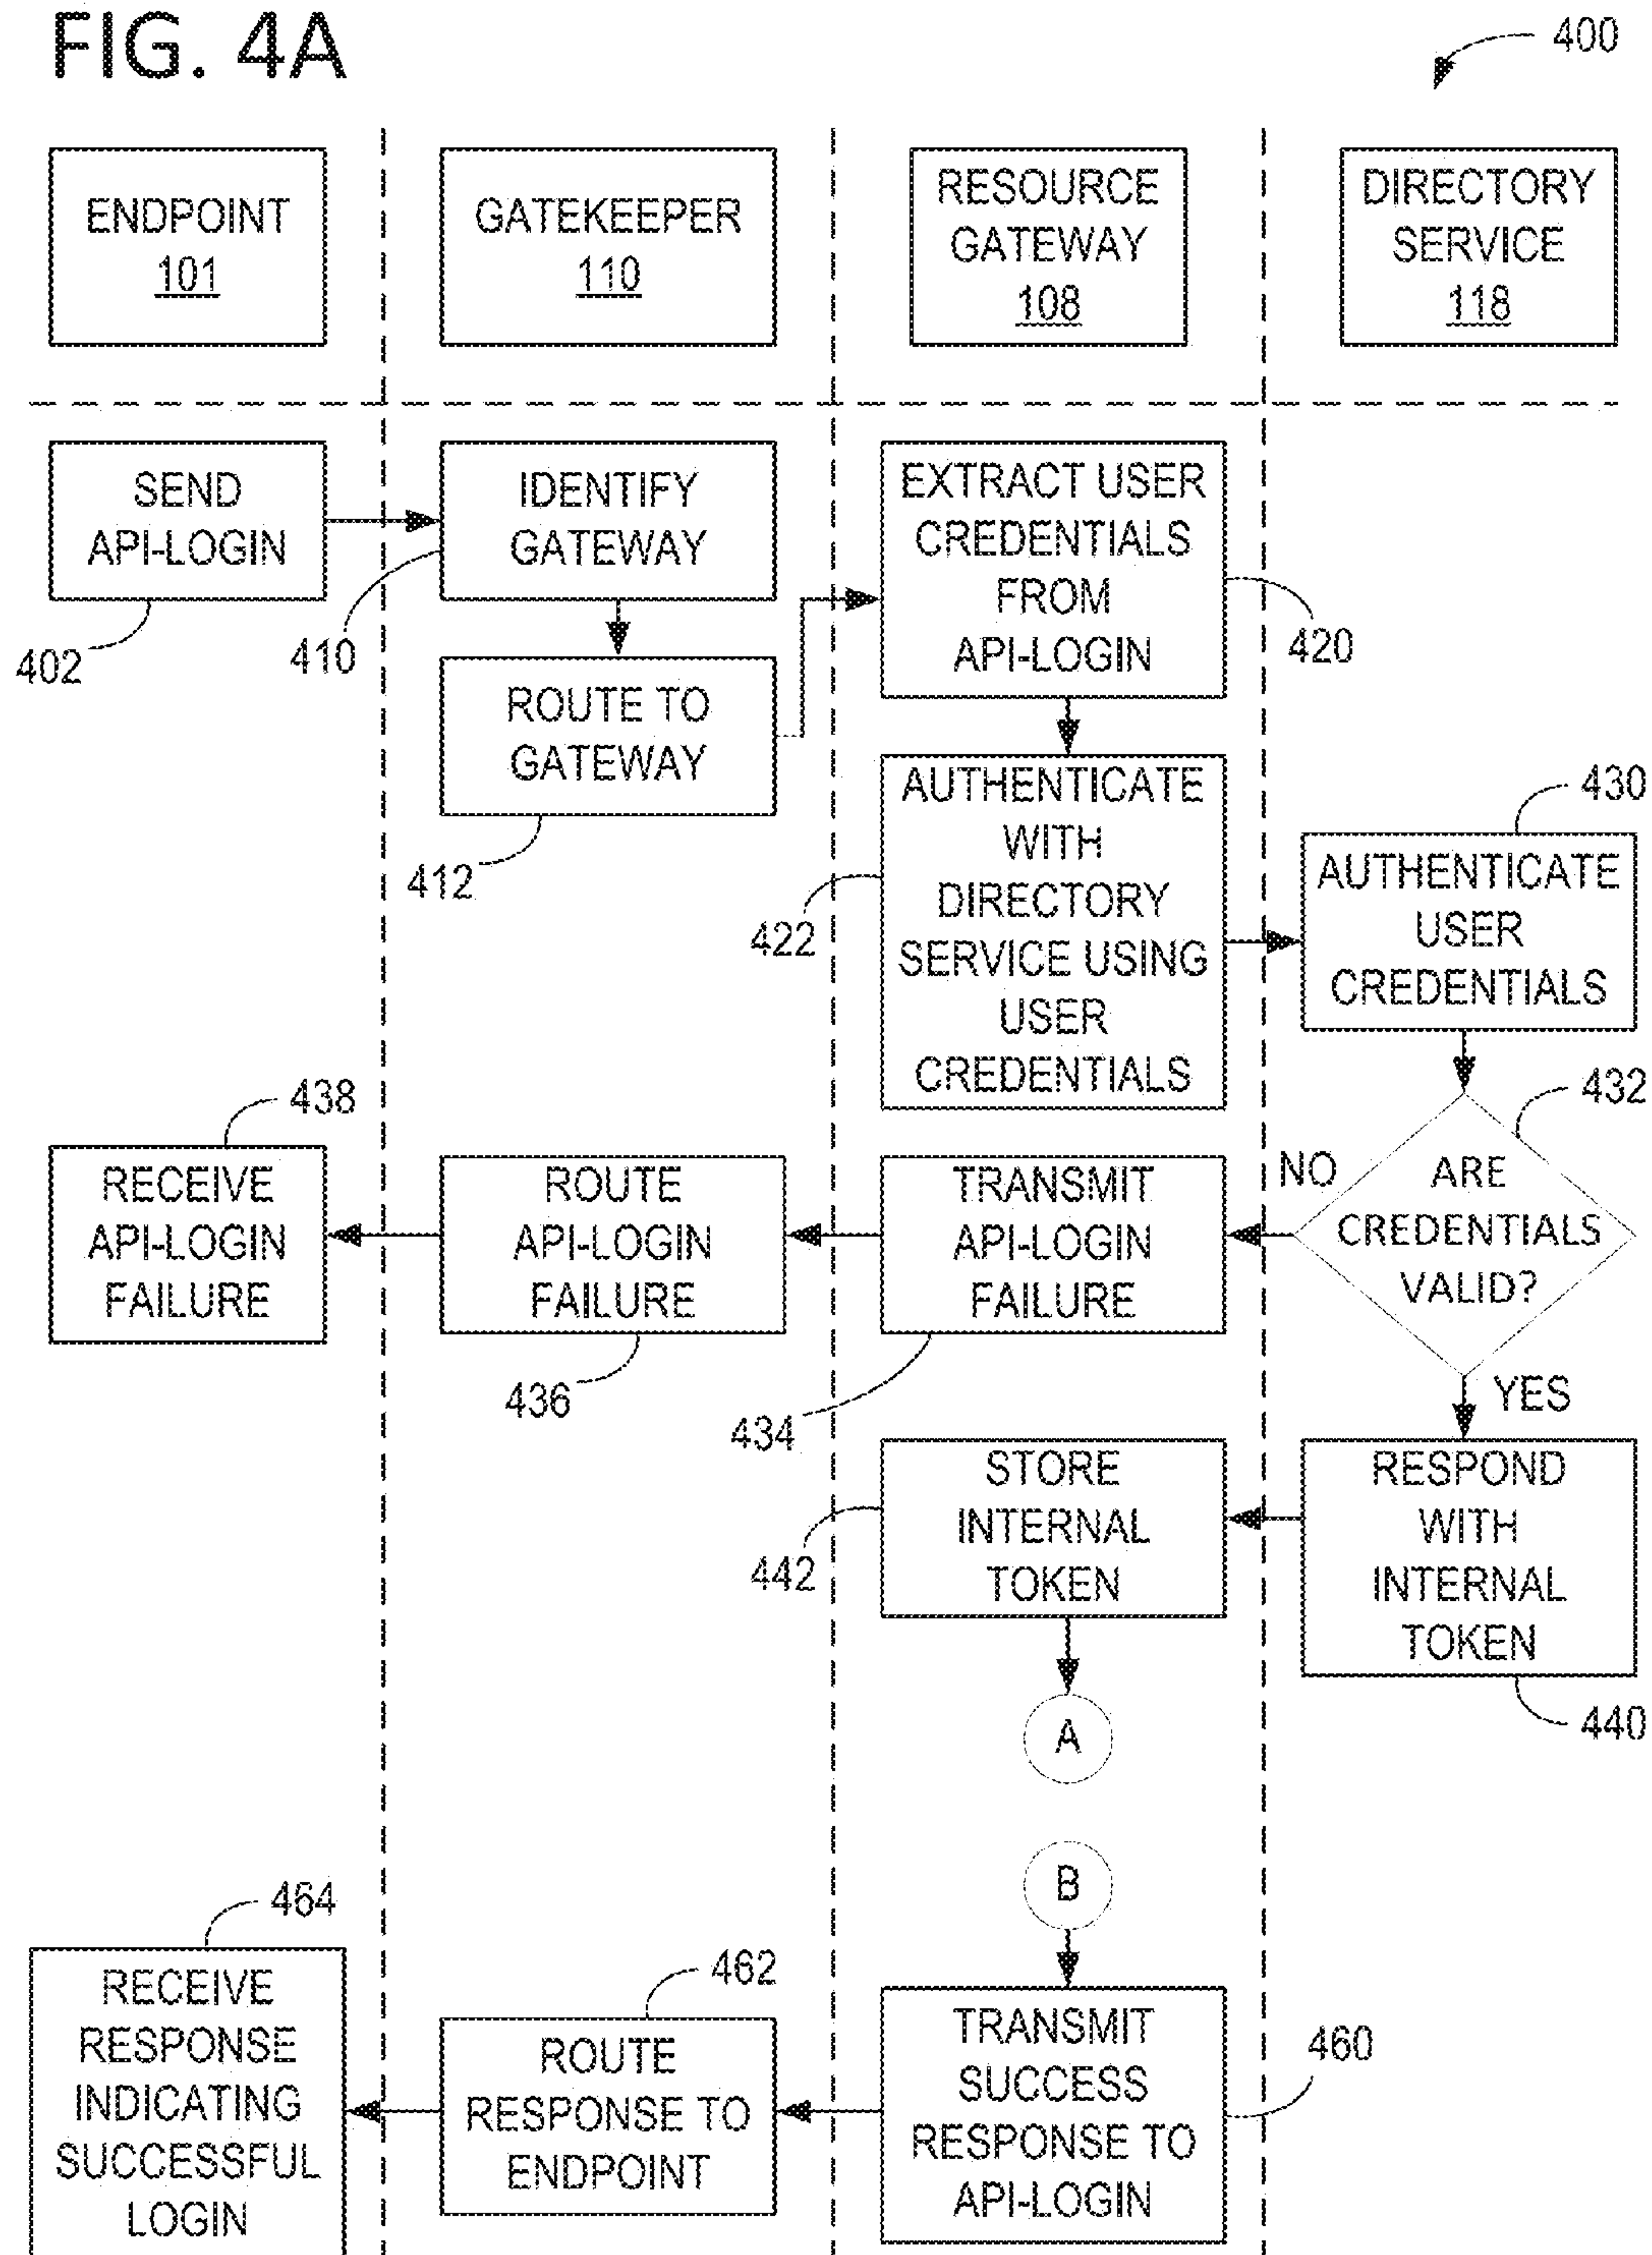 FIG. 4A
400
ENDPOINT
101
GATEKEEPER
110
RESOURCE
GATEWAY
108
DIRECTORY
SERVICE
118
SEND
API-LOGIN
402
IDENTIFY
GATEWAY
410
ROUTE TO
GATEWAY
412
EXTRACT USER
CREDENTIALS
FROM
API-LOGIN
420
AUTHENTICATE
WITH
DIRECTORY
SERVICE USING
USER
CREDENTIALS
422
430
AUTHENTICATE
USER
CREDENTIALS
432
ARE
CREDENTIALS
VALID?
NO
YES
438
RECEIVE
API-LOGIN
FAILURE
ROUTE
API-LOGIN
FAILURE
436
TRANSMIT
API-LOGIN
FAILURE
434
STORE
INTERNAL
TOKEN
442
RESPOND
WITH
INTERNAL
TOKEN
440
A
B
464
RECEIVE
RESPONSE
INDICATING
SUCCESSFUL
LOGIN
462
ROUTE
RESPONSE TO
ENDPOINT
TRANSMIT
SUCCESS
RESPONSE TO
API-LOGIN
460